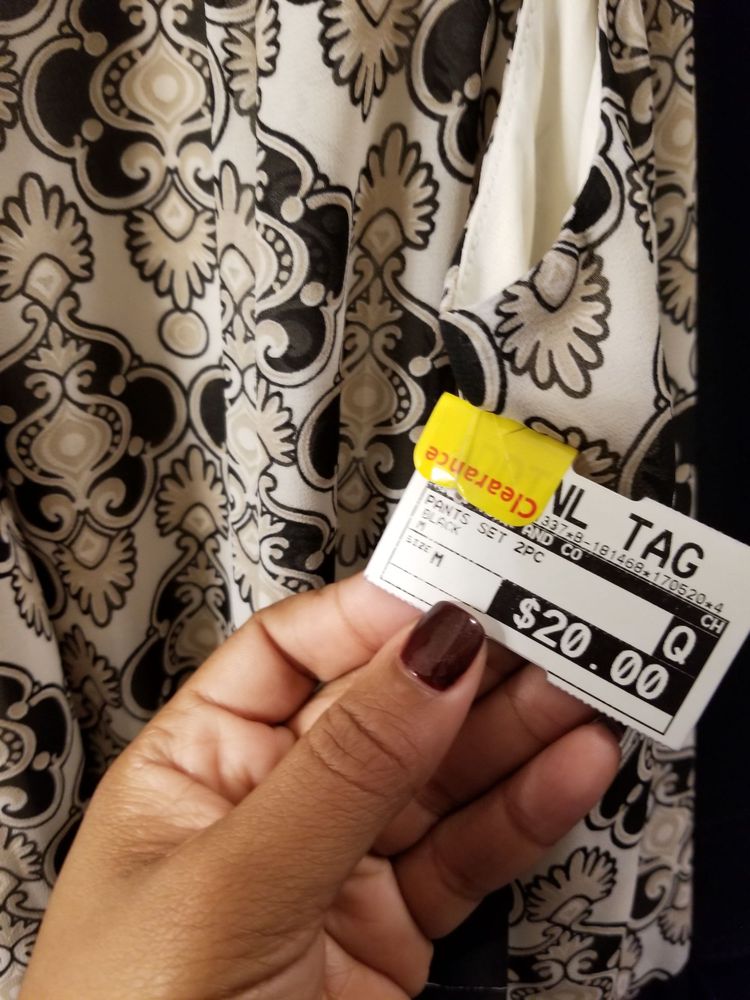 Clearance
NL TAG
337*8-181468*170520*4
AND CO CH
PANTS SET 2PC
BLACK
M
SIZE M
Q
$20.00